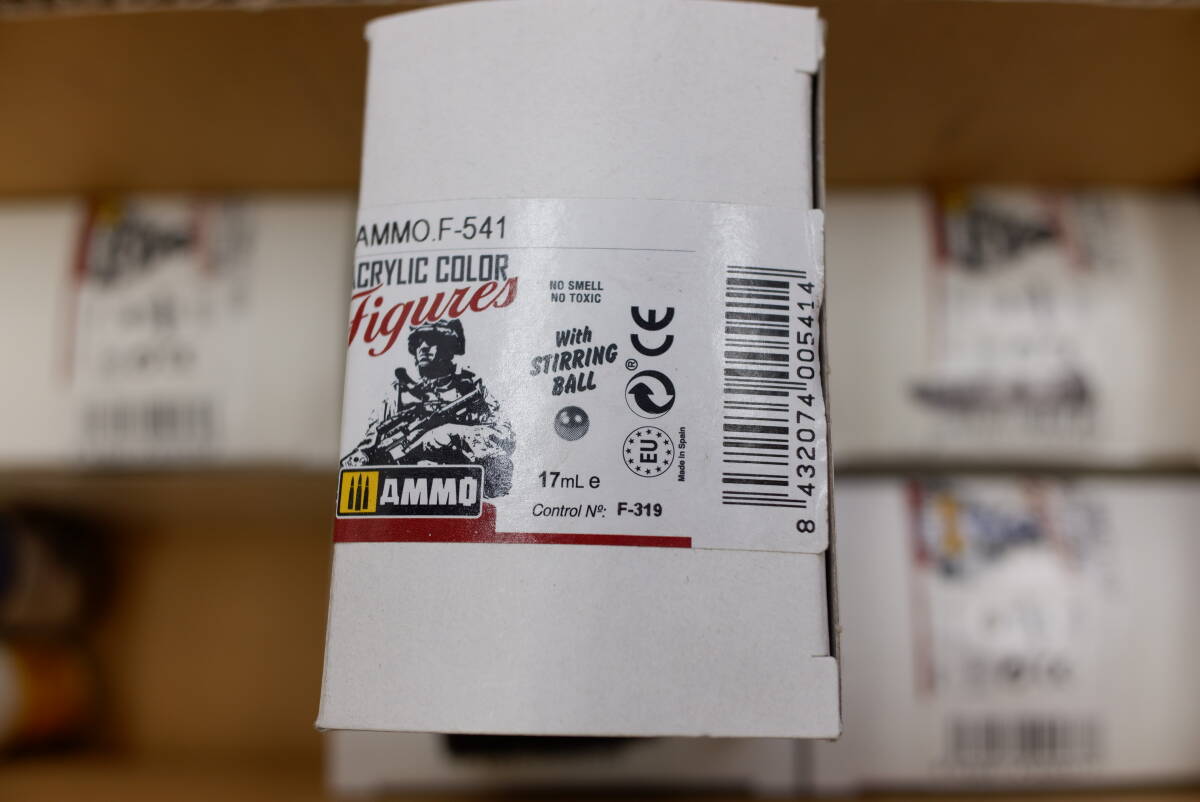 AMMO.F-541
ACRYLIC COLOR
Figures
NO SMELL
NO TOXIC
With
STIRRING
BALL
CE
®
EU
Made in Spain
17mL e
Control Nº: F-319
AMMO
8 432074 005414